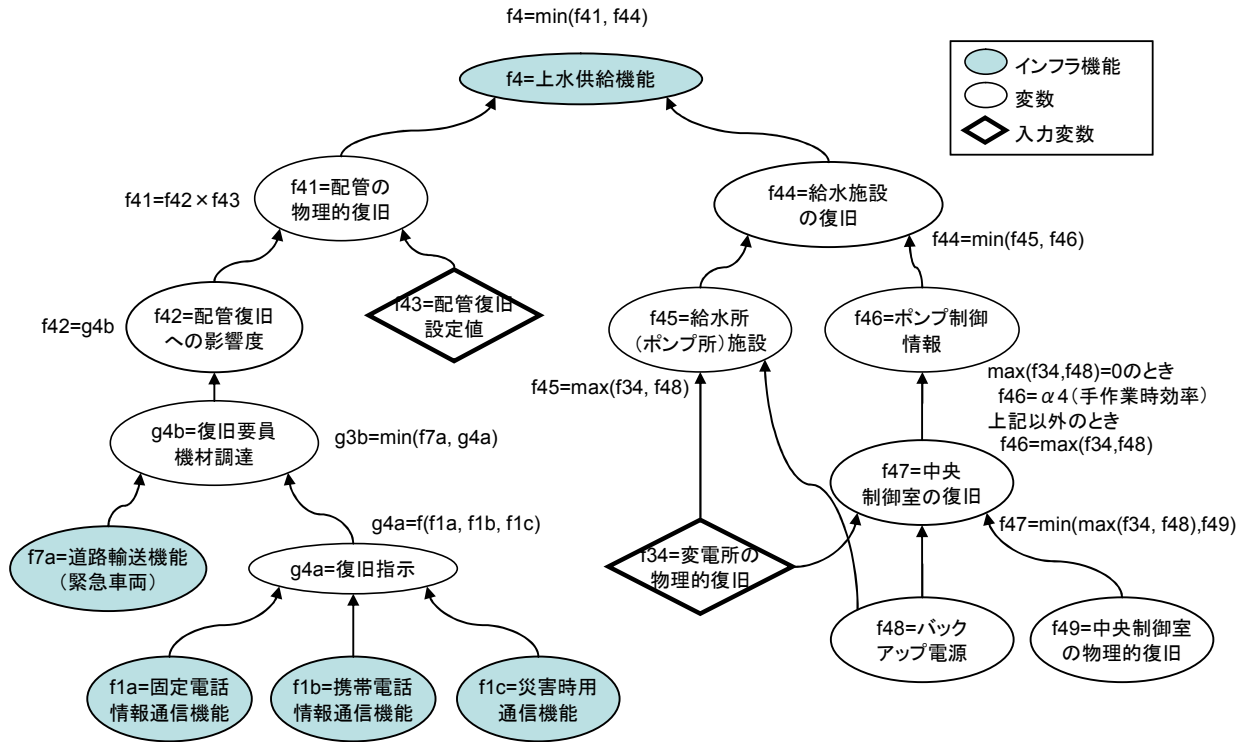 f4=min(f41, f44)
f4=上水供給機能
インフラ機能
変数
入力変数
f41=f42×f43
f41=配管の
物理的復旧
f44=給水施設
の復旧
f44=min(f45, f46)
f42=g4b
f42=配管復旧
への影響度
f43=配管復旧
設定値
f45=給水所
(ポンプ所)施設
f46=ポンプ制御
情報
f45=max(f34, f48)
max(f34,f48)=0のとき
f46=α4(手作業時効率)
上記以外のとき
f46=max(f34,f48)
g4b=復旧要員
機材調達
g3b=min(f7a, g4a)
f47=中央
制御室の復旧
f47=min(max(f34, f48),f49)
g4a=f(f1a, f1b, f1c)
f7a=道路輸送機能
(緊急車両)
g4a=復旧指示
f34=変電所の
物理的復旧
f48=バック
アップ電源
f49=中央制御室
の物理的復旧
f1a=固定電話
情報通信機能
f1b=携帯電話
情報通信機能
f1c=災害時用
通信機能